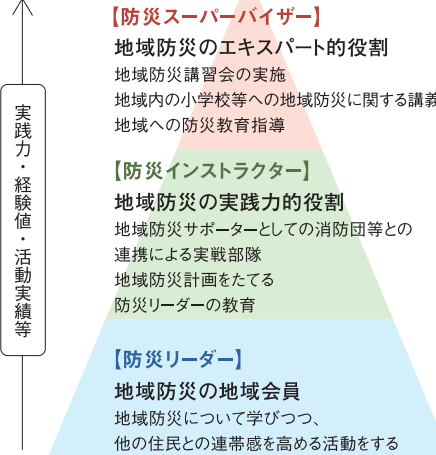 【防災スーパーバイザー】
地域防災のエキスパート的役割
地域防災講習会の実施
地域内の小学校等への地域防災に関する講義
地域への防災教育指導
【防災インストラクター】
地域防災の実践力的役割
地域防災サポーターとしての消防団等との
連携による実戦部隊
地域防災計画をたてる
防災リーダーの教育
【防災リーダー】
地域防災の地域会員
地域防災について学びつつ、
他の住民との連帯感を高める活動をする
実践力・経験値・活動実績等